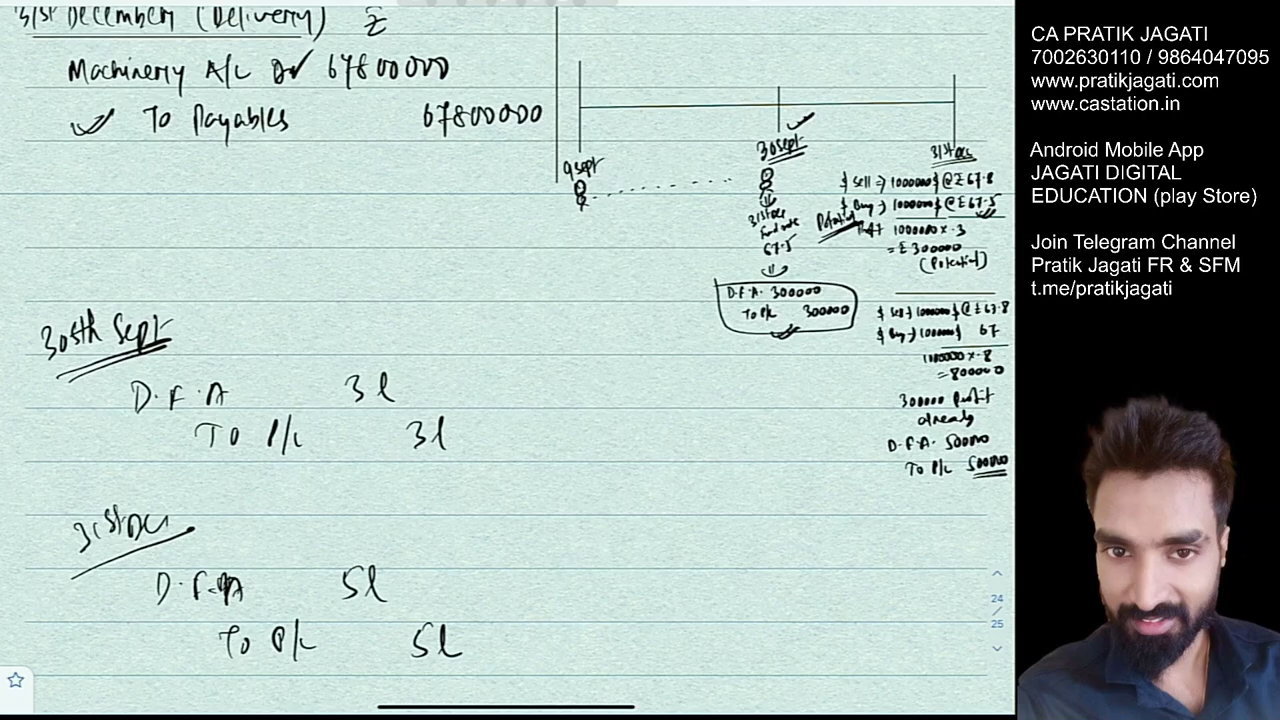 31st December (Delivery) ₹
Machinery A/c Dr 67800000
To Payables 67800000
9 Sept
30 Sept
31st Dec
fwd rate
67.5
D.F.A. 300000
To P/L 300000
31st Dec
$ sell → 1000000$ @ ₹ 67.8
$ Buy → 1000000$ @ ₹ 67.5
Potential
1000000 x .3
= ₹ 300000
(Potential)
$ sell → 1000000$ @ ₹ 67.8
$ Buy → 1000000$ 67
1000000 x .8
= 800000
300000 profit
already
D.F.A. 500000
To P/L 500000
30th Sept
D.F.A 3l
To P/L 3l
31st Dec
D.F.A 5l
To P/L 5l
24
/
25
CA PRATIK JAGATI
7002630110 / 9864047095
www.pratikjagati.com
www.castation.in
Android Mobile App
JAGATI DIGITAL
EDUCATION (play Store)
Join Telegram Channel
Pratik Jagati FR & SFM
t.me/pratikjagati